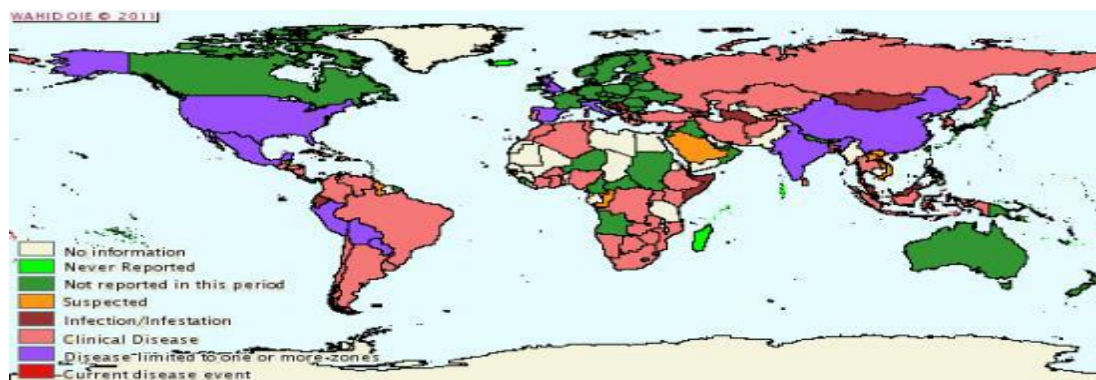 WAHID OIE © 2011
No information
Never Reported
Not reported in this period
Suspected
Infection/Infestation
Clinical Disease
Disease limited to one or more-zones
Current disease event